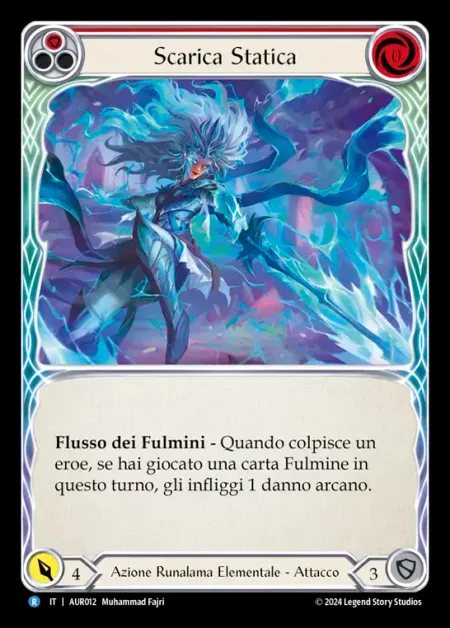 Scarica Statica
0
Flusso dei Fulmini - Quando colpisce un
eroe, se hai giocato una carta Fulmine in
questo turno, gli infliggi 1 danno arcano.
4
Azione Runalama Elementale - Attacco
3
R IT | AUR012 Muhammad Fajri
© 2024 Legend Story Studios